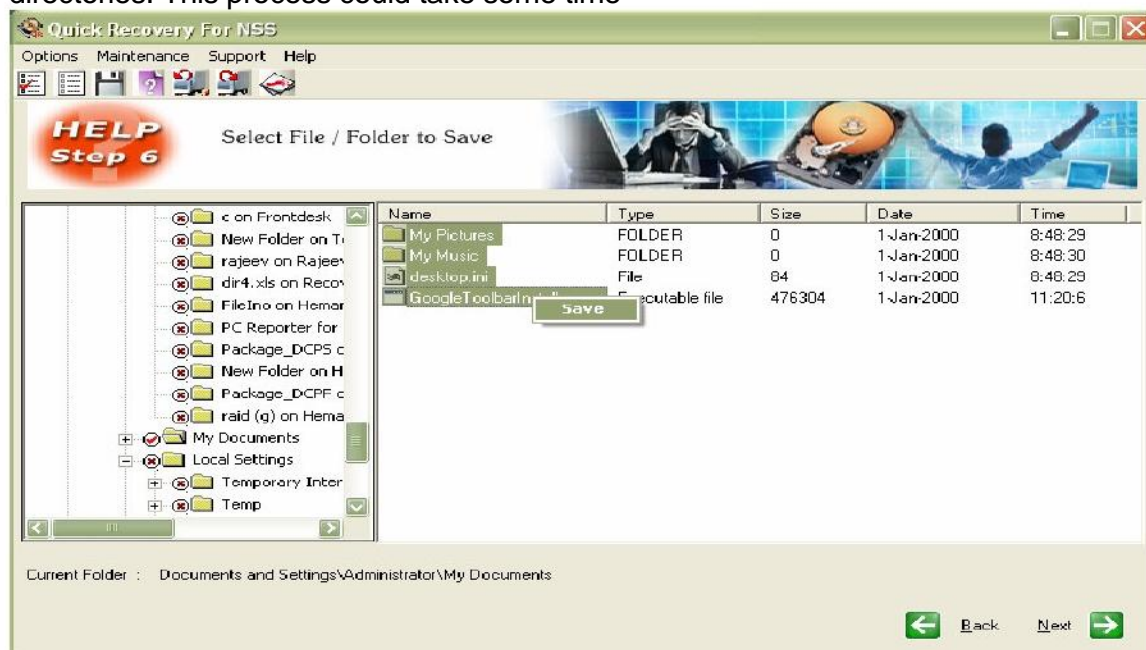 directories. This process could take some time
Quick Recovery For NSS
Options Maintenance Support Help
HELP
Step 6
Select File / Folder to Save
c on Frontdesk
New Folder on T
rajeev on Rajeev
dir4.xls on Recov
FileIno on Hemar
PC Reporter for
Package_DCPS c
New Folder on H
Package_DCPF c
raid (g) on Hema
My Documents
Local Settings
Temporary Inter
Temp
Name Type Size Date Time
My Pictures FOLDER 0 1-Jan-2000 8:48:29
My Music FOLDER 0 1-Jan-2000 8:48:30
desktop.ini File 84 1-Jan-2000 8:48:29
Executable file 476304 1-Jan-2000 11:20:6
Save
Current Folder : Documents and Settings\Administrator\My Documents
Back Next